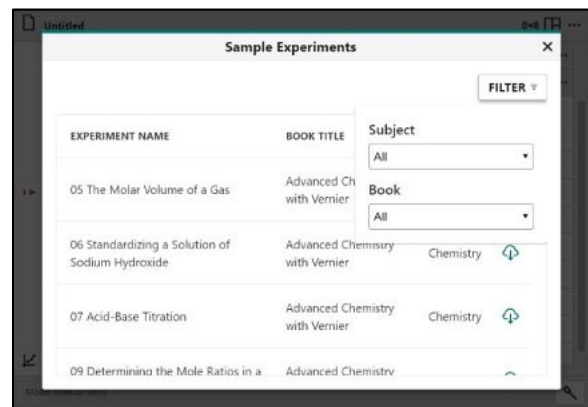 Untitled
Sample Experiments
FILTER
EXPERIMENT NAME
BOOK TITLE
Subject
All
05 The Molar Volume of a Gas
Advanced Ch
with Vernier
Book
All
06 Standardizing a Solution of
Sodium Hydroxide
Advanced Chemistry
with Vernier
Chemistry
07 Acid-Base Titration
Advanced Chemistry
with Vernier
Chemistry
09 Determining the Mole Ratios in a
Advanced Chemistry